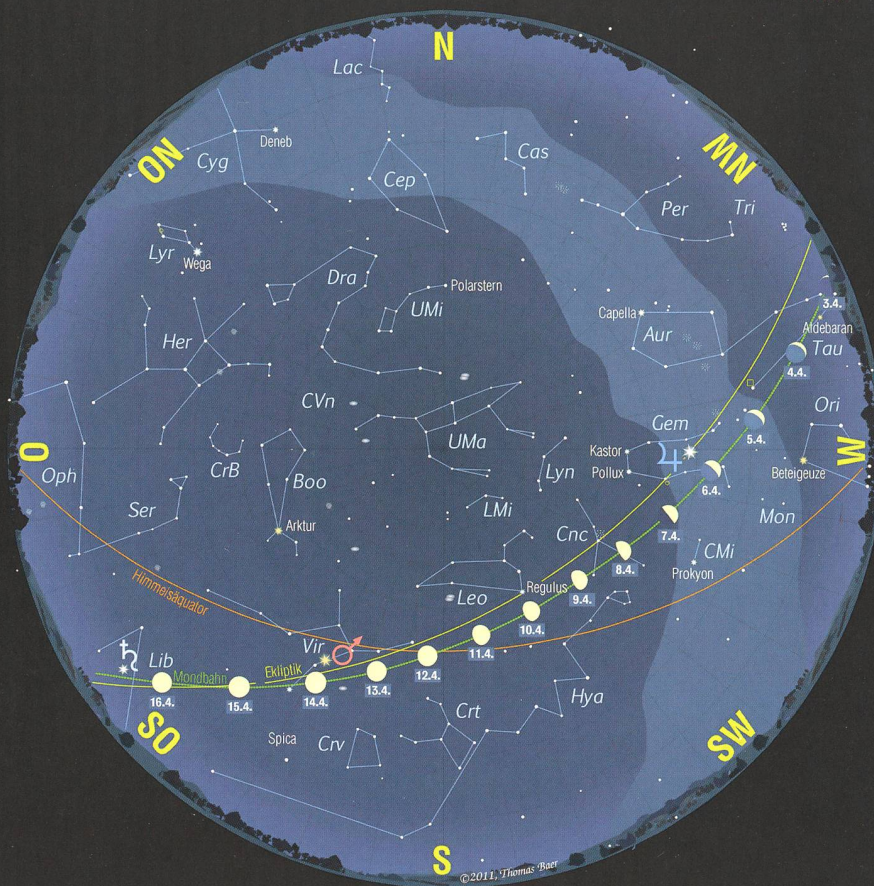 N
Lac
NO
NW
Deneb
Cas
Cyg
Cep
Per
Tri
Lyr
Wega
Dra
Polarstern
UMi
3.4.
Capella
Aldebaran
Aur
Her
Tau
4.4.
CVn
Ori
Gem
5.4.
UMa
O
W
Kastor
CrB
Lyn
Pollux
Beteigeuze
Oph
Boo
6.4.
Ser
LMi
Mon
Arktur
7.4.
Cnc
CMi
8.4.
Prokyon
Himmelsäquator
Regulus
Leo
9.4.
10.4.
Vir
11.4.
Lib
Ekliptik
12.4.
Mondbahn
13.4.
Hya
16.4.
15.4.
14.4.
Crt
SO
SW
Spica
Crv
S
©2011, Thomas Baer